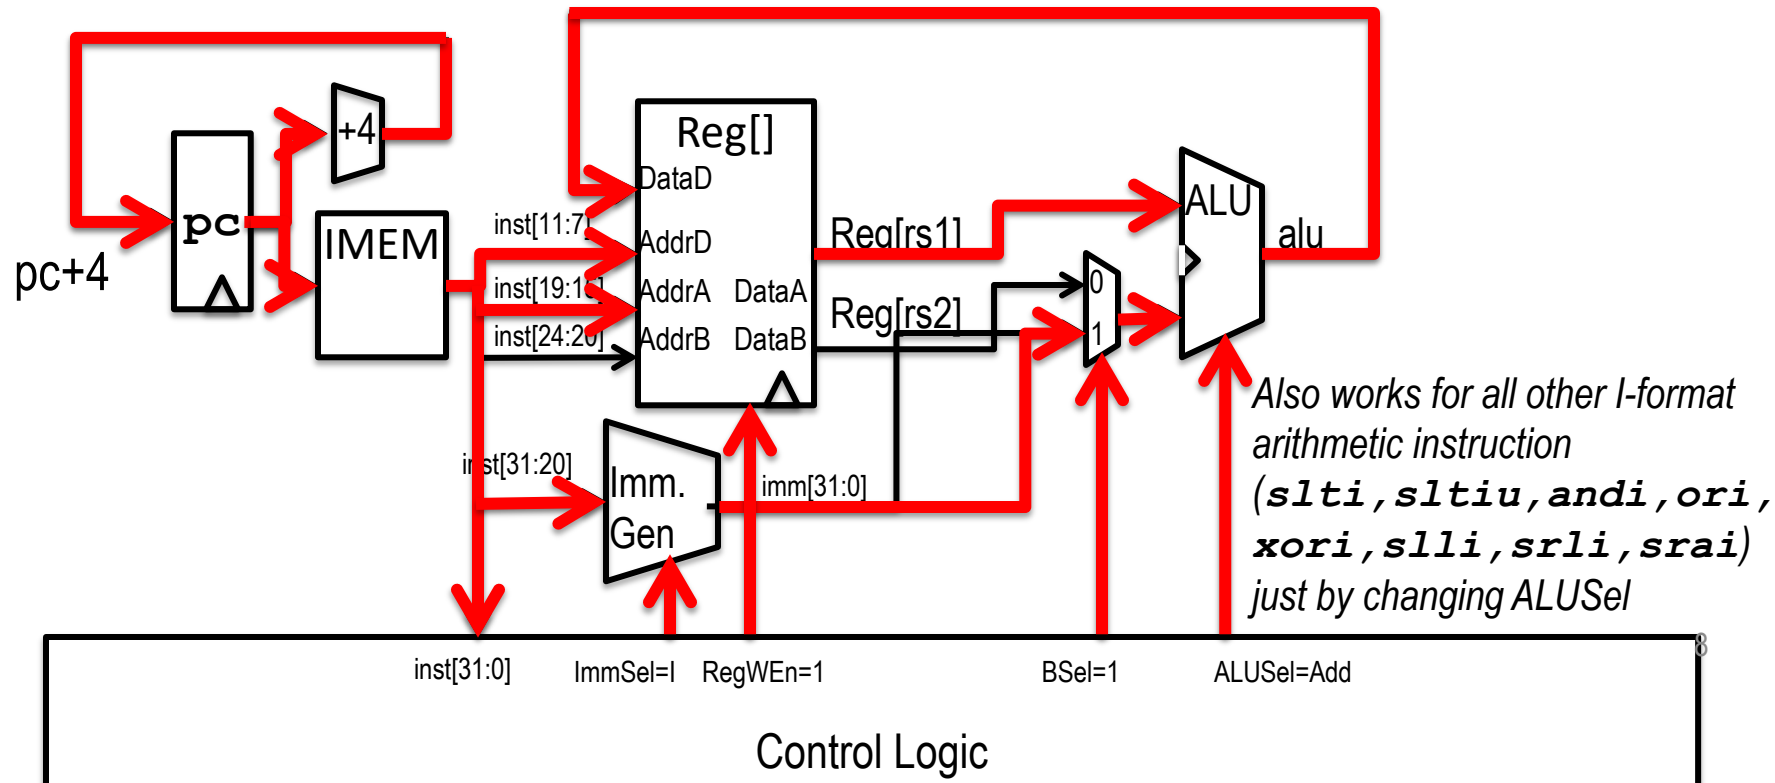 +4
Reg[]
DataD
pc
IMEM
inst[11:7]
AddrD
Reg[rs1]
ALU
alu
pc+4
inst[19:15]
AddrA
DataA
0
inst[24:20]
AddrB
DataB
Reg[rs2]
1
Also works for all other I-format
arithmetic instruction
(slti,slttiu,andi,ori,
xori,slli,srli,srai)
just by changing ALUSel
inst[31:20]
Imm.
Gen
imm[31:0]
8
inst[31:0]
ImmSel=I
RegWEn=1
BSel=1
ALUSel=Add
Control Logic